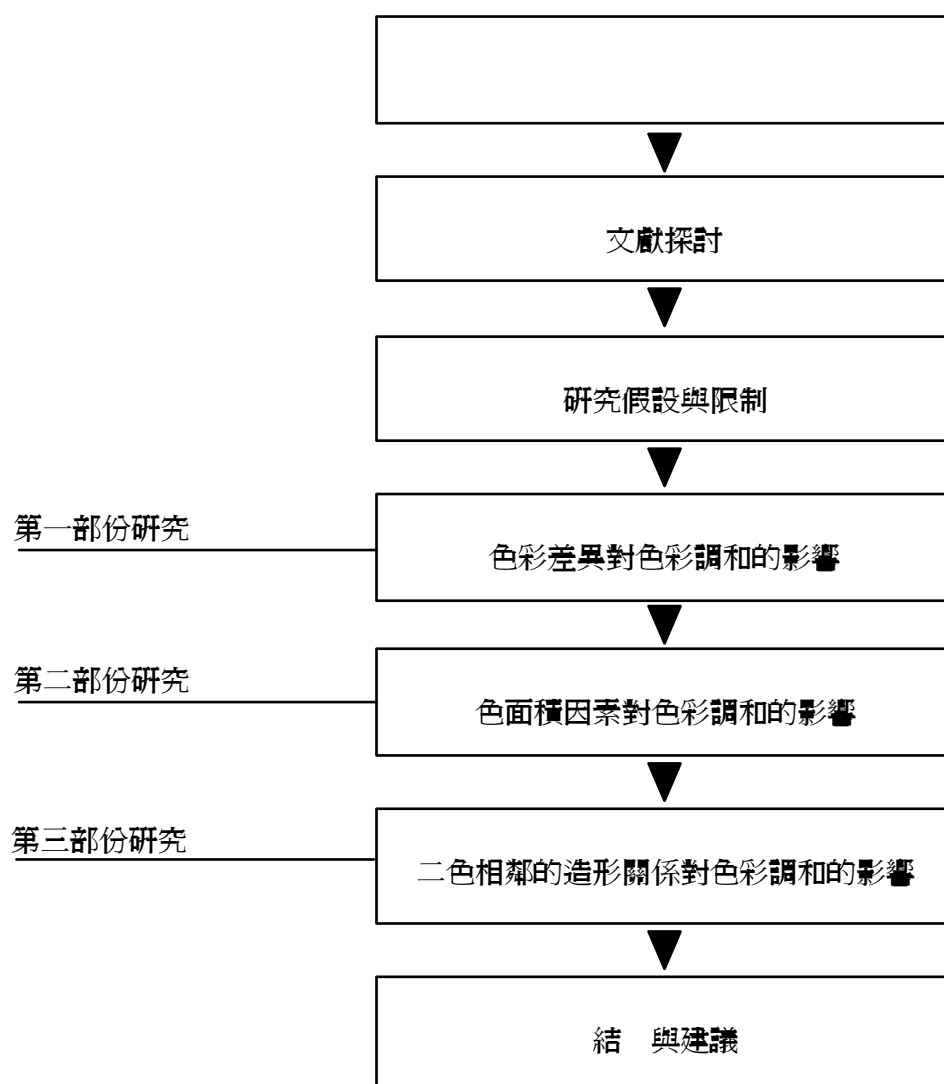 文獻探討
研究假設與限制
第一部份研究
色彩差異對色彩調和的影響
第二部份研究
色面積因素對色彩調和的影響
第三部份研究
二色相鄰的造形關係對色彩調和的影響
結　與建議